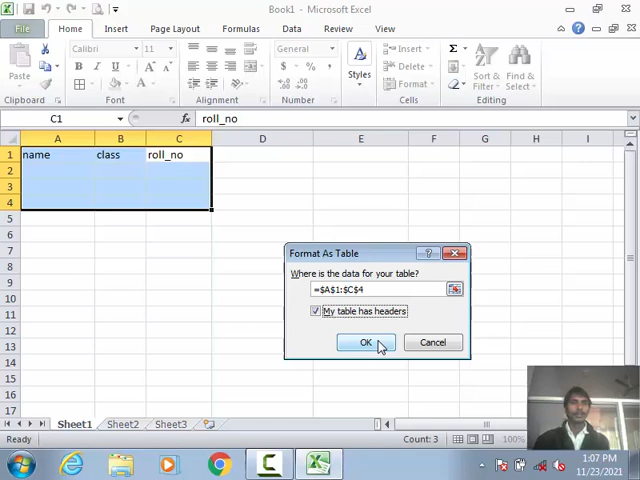 Book1 - Microsoft Excel
File Home Insert Page Layout Formulas Data Review View
Paste
Calibri 11
B I U
General
$ % ,
Styles
Insert
Delete
Format
Sort & Filter
Find & Select
Clipboard Font Alignment Number Cells Editing
C1 fx roll_no
A B C D E F G H I
1 name class roll_no
2
3
4
5
6
7
8
9
10
11
12
13
14
15
16
17
Format As Table
Where is the data for your table?
=$A$1:$C$4
My table has headers
OK Cancel
Sheet1 Sheet2 Sheet3
Ready Count: 3 100%
1:07 PM
11/23/2021